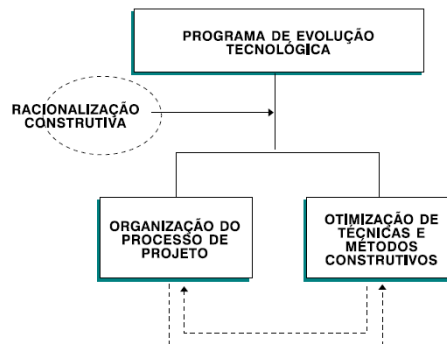 PROGRAMA DE EVOLUÇÃO
TECNOLÓGICA
RACIONALIZAÇÃO
CONSTRUTIVA
ORGANIZAÇÃO DO
PROCESSO DE
PROJETO
OTIMIZAÇÃO DE
TÉCNICAS E
MÉTODOS
CONSTRUTIVOS